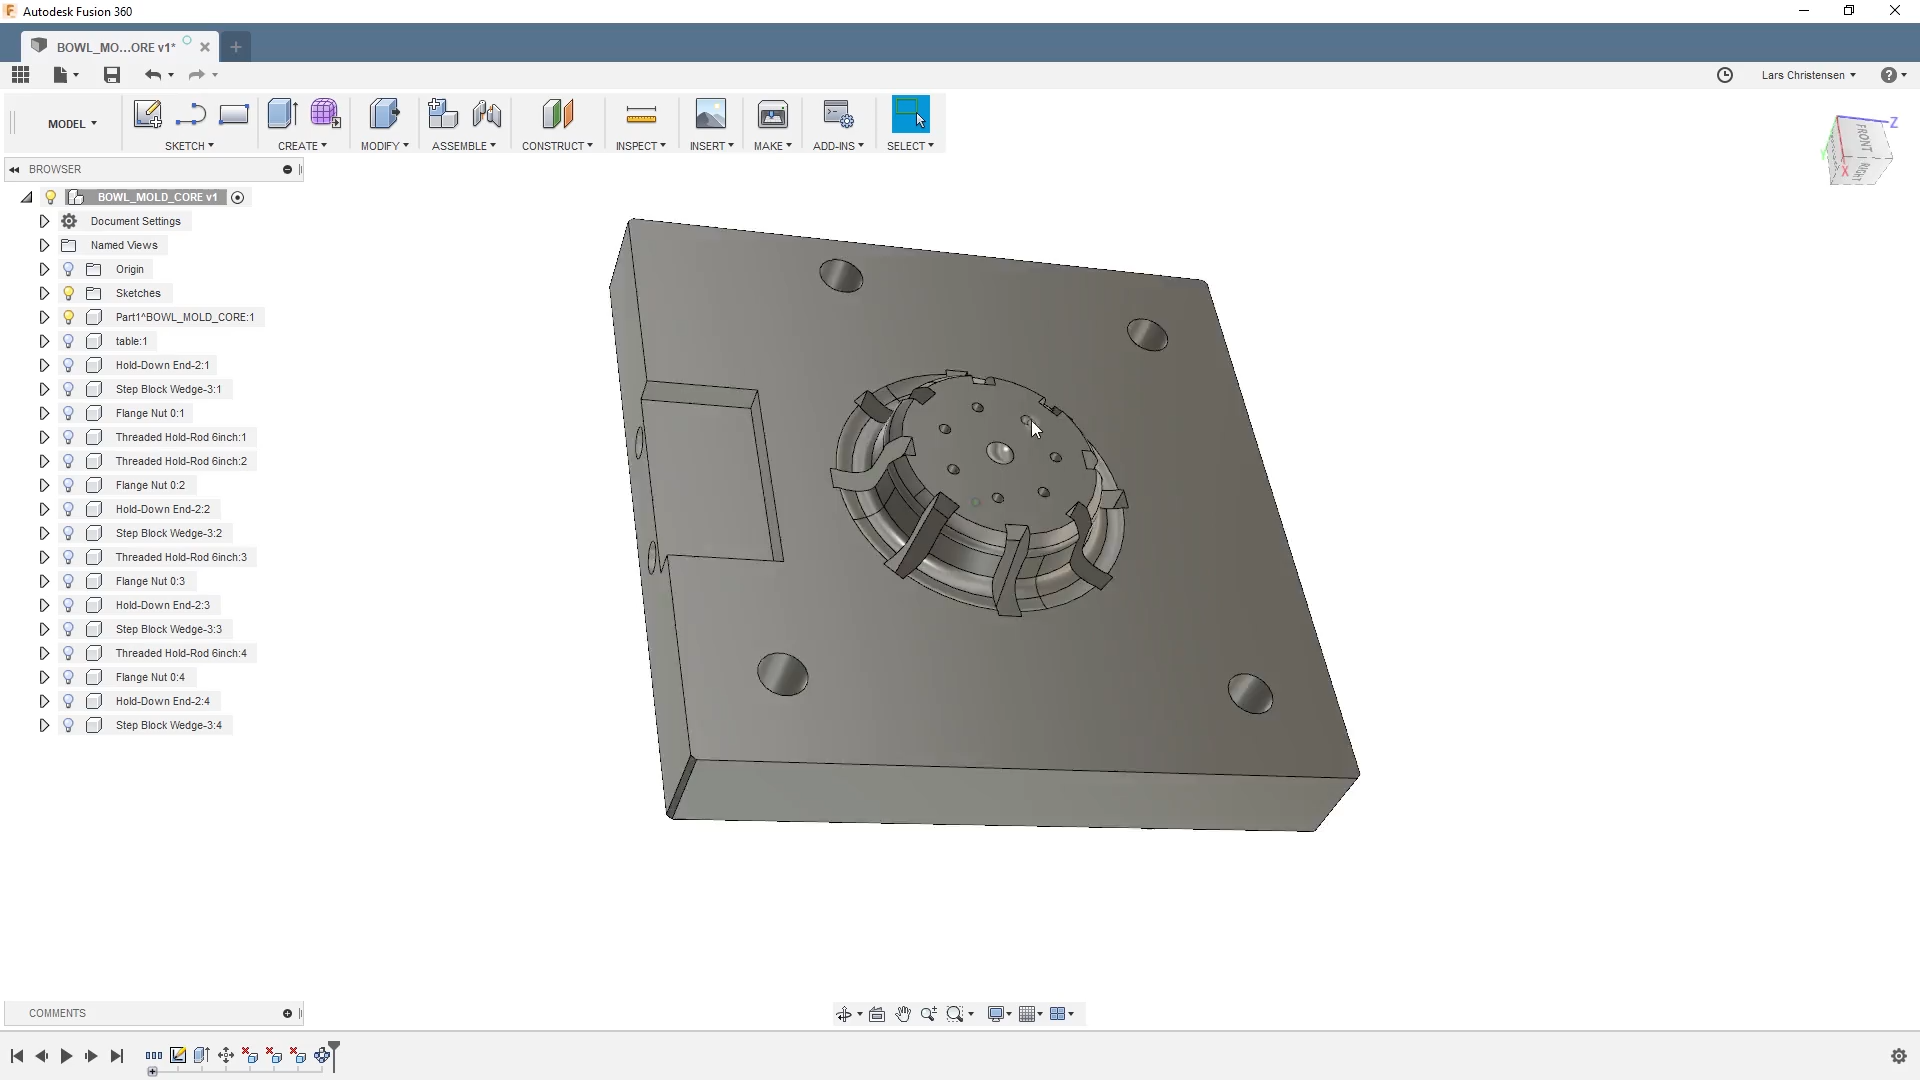 Autodesk Fusion 360
BOWL_MO...ORE v1*
Lars Christensen
MODEL
SKETCH
CREATE
MODIFY
ASSEMBLE
CONSTRUCT
INSPECT
INSERT
MAKE
ADD-INS
SELECT
FRONT
RIGHT
Z
X
Y
BROWSER
BOWL_MOLD_CORE v1
Document Settings
Named Views
Origin
Sketches
Part1^BOWL_MOLD_CORE:1
table:1
Hold-Down End-2:1
Step Block Wedge-3:1
Flange Nut 0:1
Threaded Hold-Rod 6inch:1
Threaded Hold-Rod 6inch:2
Flange Nut 0:2
Hold-Down End-2:2
Step Block Wedge-3:2
Threaded Hold-Rod 6inch:3
Flange Nut 0:3
Hold-Down End-2:3
Step Block Wedge-3:3
Threaded Hold-Rod 6inch:4
Flange Nut 0:4
Hold-Down End-2:4
Step Block Wedge-3:4
COMMENTS